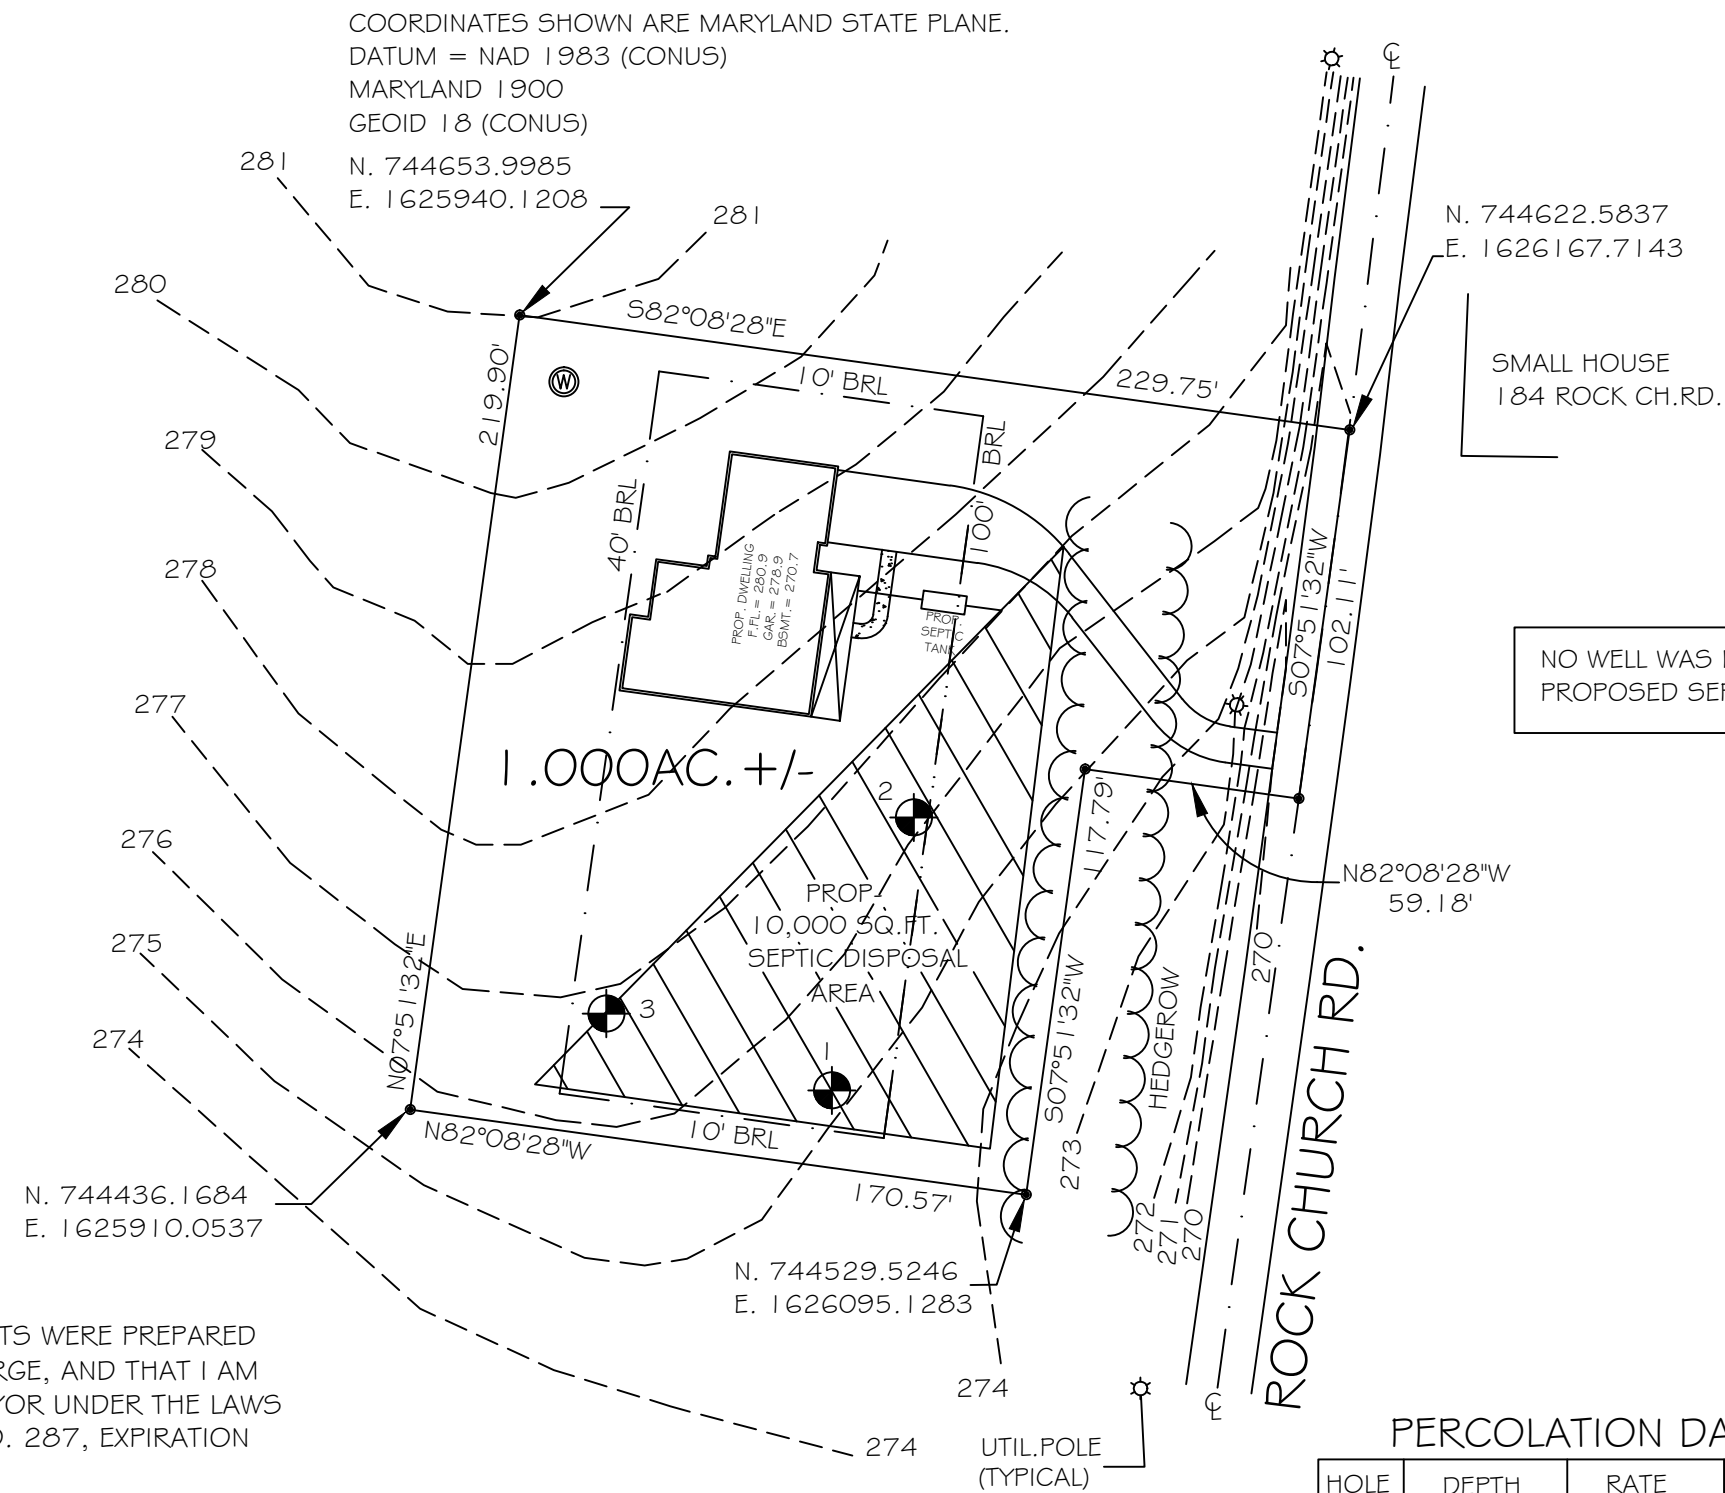 COORDINATES SHOWN ARE MARYLAND STATE PLANE.
DATUM = NAD 1983 (CONUS)
MARYLAND 1900
GEOID 18 (CONUS)
N. 744653.9985
E. 1625940.1208
281
281
280
279
278
277
276
275
274
N. 744622.5837
E. 1626167.7143
SMALL HOUSE
184 ROCK CH.RD.
S82°08'28"E
229.75'
219.90'
N07°51'32"E
W
10' BRL
40' BRL
BRL
100'
PROP. DWELLING
F.FL.= 280.9
GAR.= 278.9
BSMT.= 270.7
PROP.
SEPTIC
TANK
S07°51'32"W
102.11'
NO WELL WAS
PROPOSED
1.000AC.+/-
2
117.79'
N82°08'28"W
59.18'
PROP.
10,000 SQ.FT.
SEPTIC DISPOSAL
AREA
3
1
S07°51'32"W
HEDGEROW
270
273
272
271
270
ROCK CHURCH RD.
10' BRL
N82°08'28"W
170.57'
N. 744436.1684
E. 1625910.0537
N. 744529.5246
E. 1626095.1283
TS WERE PREPARED
RGE, AND THAT I AM
YOR UNDER THE LAWS
O. 287, EXPIRATION
274
274
UTIL.POLE
(TYPICAL)
℄
℄
PERCOLATION DA
HOLE DEPTH RATE